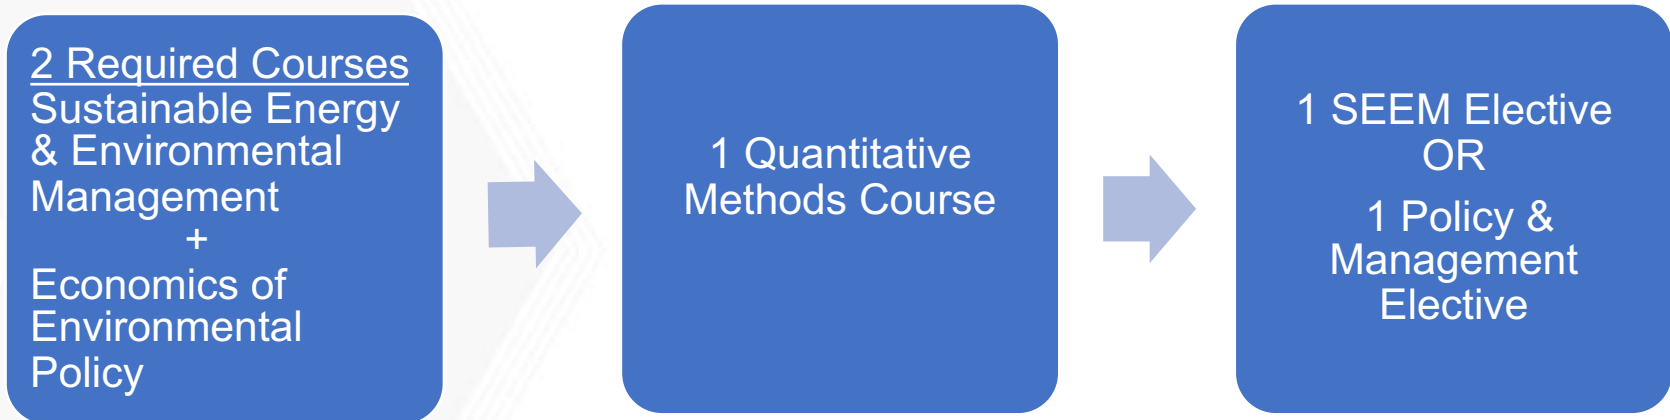 2 Required Courses
Sustainable Energy
& Environmental
Management
+
Economics of
Environmental
Policy
1 Quantitative
Methods Course
1 SEEM Elective
OR
1 Policy &
Management
Elective